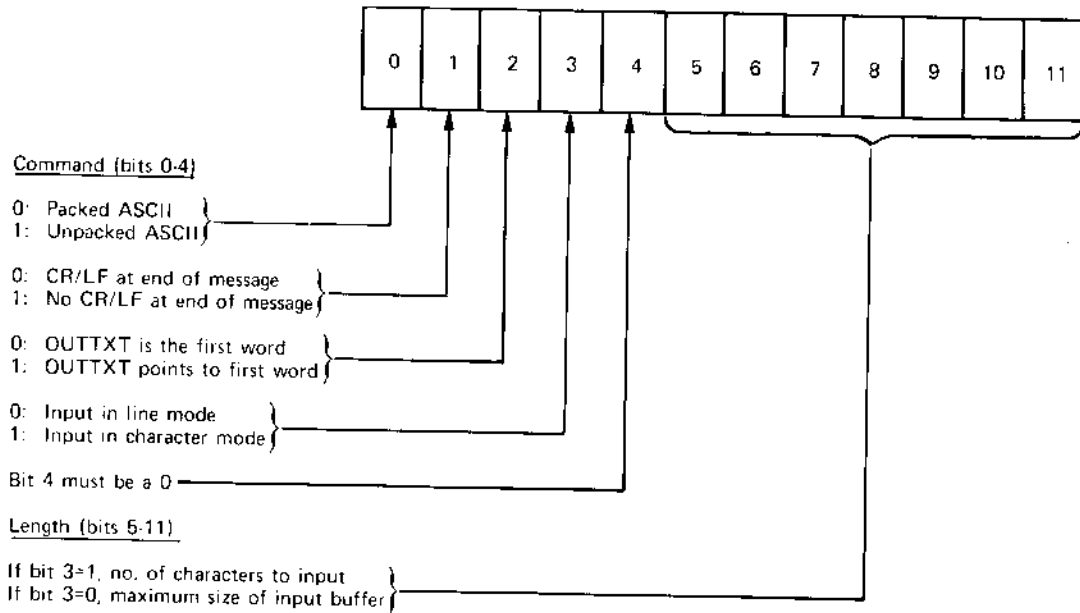 0 1 2 3 4 5 6 7 8 9 10 11
Command (bits 0-4)
0: Packed ASCII
1: Unpacked ASCII
0: CR/LF at end of message
1: No CR/LF at end of message
0: OUTTXT is the first word
1: OUTTXT points to first word
0: Input in line mode
1: Input in character mode
Bit 4 must be a 0
Length (bits 5-11)
If bit 3=1, no. of characters to input
If bit 3=0, maximum size of input buffer